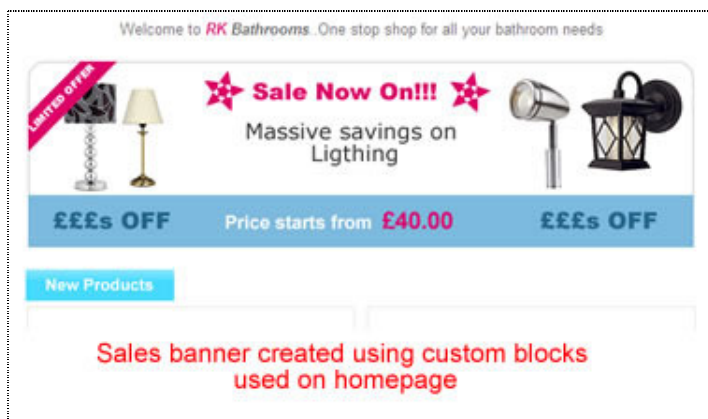 Welcome to RK Bathrooms..One stop shop for all your bathroom needs
LIMITED OFFER
Sale Now On!!!
Massive savings on
Ligthing
£££s OFF
Price starts from £40.00
£££s OFF
New Products
Sales banner created using custom blocks
used on homepage